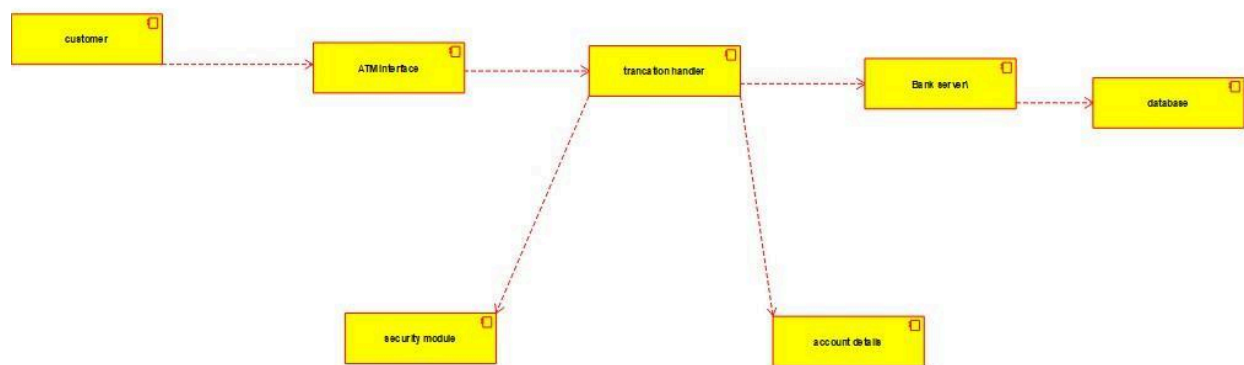 customer
ATM Interface
trancation handler
Bank server\
database
security module
account details